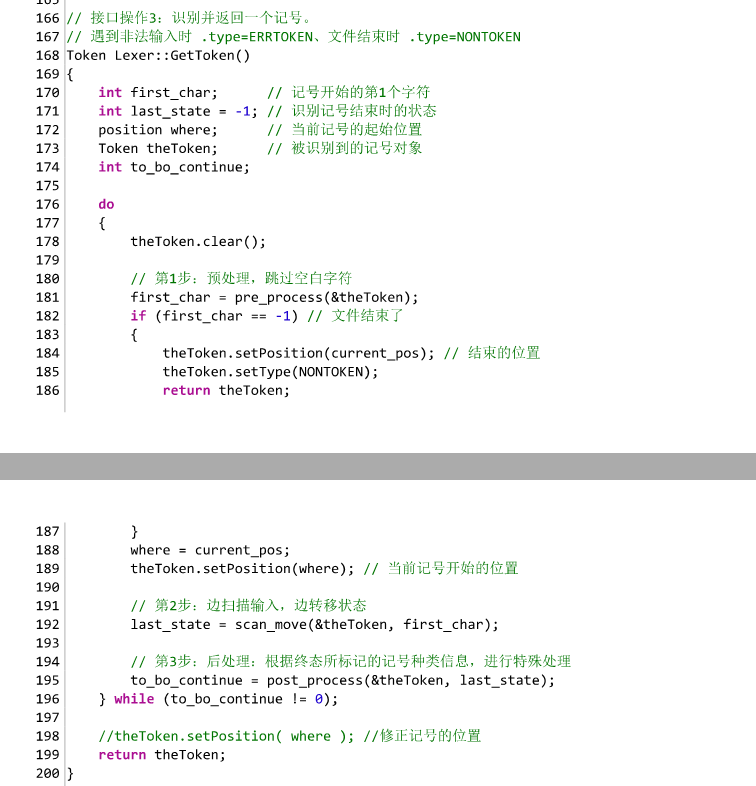 166 // 接口操作3：识别并返回一个记号。
167 // 遇到非法输入时 .type=ERRTOKEN、文件结束时 .type=NONTOKEN
168 Token Lexer::GetToken()
169 {
170     int first_char;      // 记号开始的第1个字符
171     int last_state = -1; // 识别记号结束时的状态
172     position where;      // 当前记号的起始位置
173     Token theToken;      // 被识别到的记号对象
174     int to_bo_continue;
175
176     do
177     {
178         theToken.clear();
179
180         // 第1步：预处理，跳过空白字符
181         first_char = pre_process(&theToken);
182         if (first_char == -1) // 文件结束了
183         {
184             theToken.setPosition(current_pos); // 结束的位置
185             theToken.setType(NONTOKEN);
186             return theToken;
187         }
188         where = current_pos;
189         theToken.setPosition(where); // 当前记号开始的位置
190
191         // 第2步：边扫描输入，边转移状态
192         last_state = scan_move(&theToken, first_char);
193
194         // 第3步：后处理：根据终态所标记的记号种类信息，进行特殊处理
195         to_bo_continue = post_process(&theToken, last_state);
196     } while (to_bo_continue != 0);
197
198     //theToken.setPosition( where ); //修正记号的位置
199     return theToken;
200 }